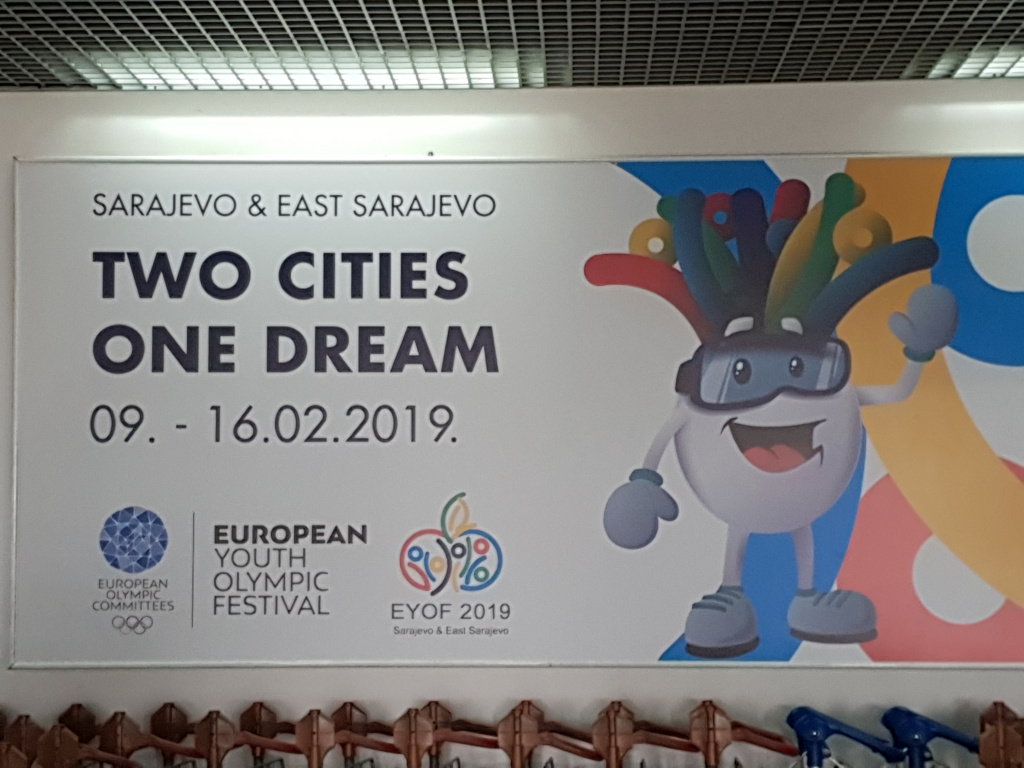 SARAJEVO & EAST SARAJEVO
TWO CITIES
ONE DREAM
09. - 16.02.2019.
EUROPEAN
OLYMPIC
COMMITTEES
EUROPEAN
YOUTH
OLYMPIC
FESTIVAL
EYOF 2019
Sarajevo & East Sarajevo